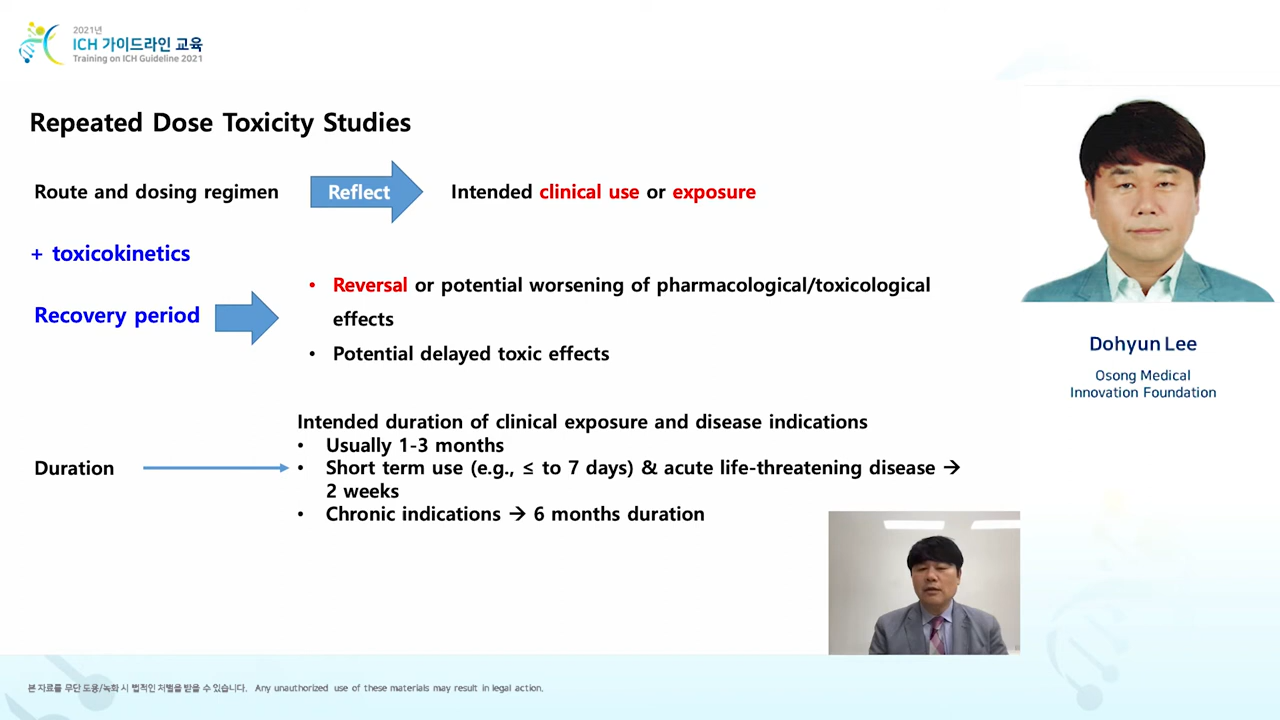 2021년
ICH 가이드라인 교육
Training on ICH Guideline 2021
Repeated Dose Toxicity Studies
Route and dosing regimen
Reflect
Intended clinical use or exposure
+ toxicokinetics
Recovery period
• Reversal or potential worsening of pharmacological/toxicological
effects
• Potential delayed toxic effects
Duration
Intended duration of clinical exposure and disease indications
• Usually 1-3 months
• Short term use (e.g., ≤ to 7 days) & acute life-threatening disease →
2 weeks
• Chronic indications → 6 months duration
Dohyun Lee
Osong Medical
Innovation Foundation
본 자료를 무단 도용/녹화 시 법적인 처벌을 받을 수 있습니다. Any unauthorized use of these materials may result in legal action.